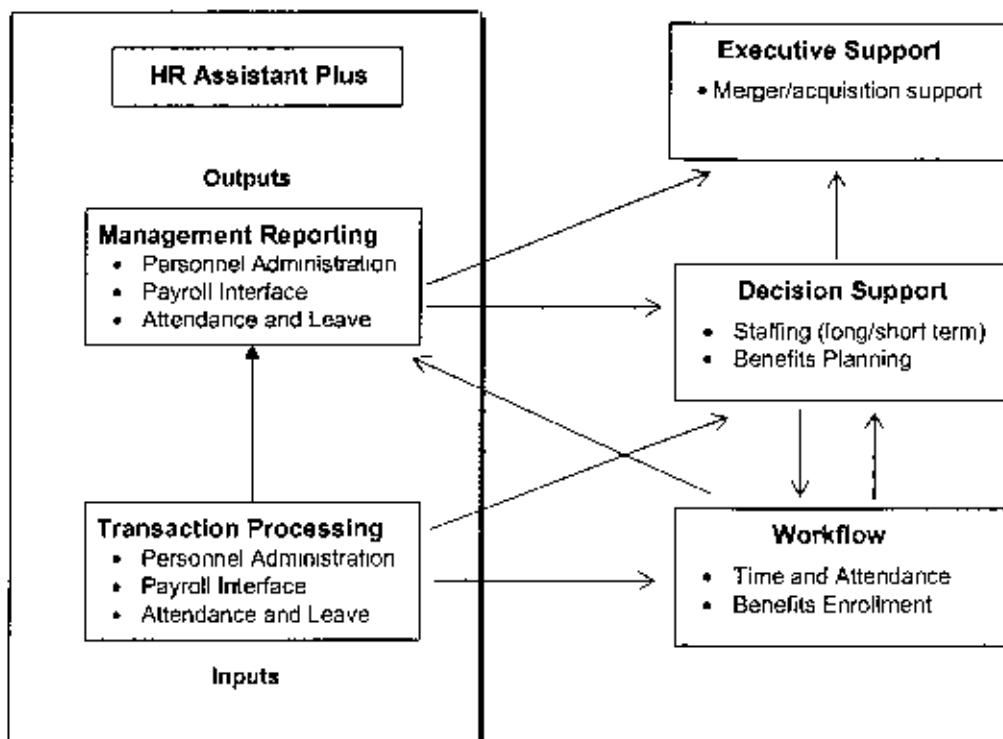 HR Assistant Plus
Outputs
Management Reporting
• Personnel Administration
• Payroll Interface
• Attendance and Leave
Transaction Processing
• Personnel Administration
• Payroll Interface
• Attendance and Leave
Inputs
Executive Support
• Merger/acquisition support
Decision Support
• Staffing (long/short term)
• Benefits Planning
Workflow
• Time and Attendance
• Benefits Enrollment